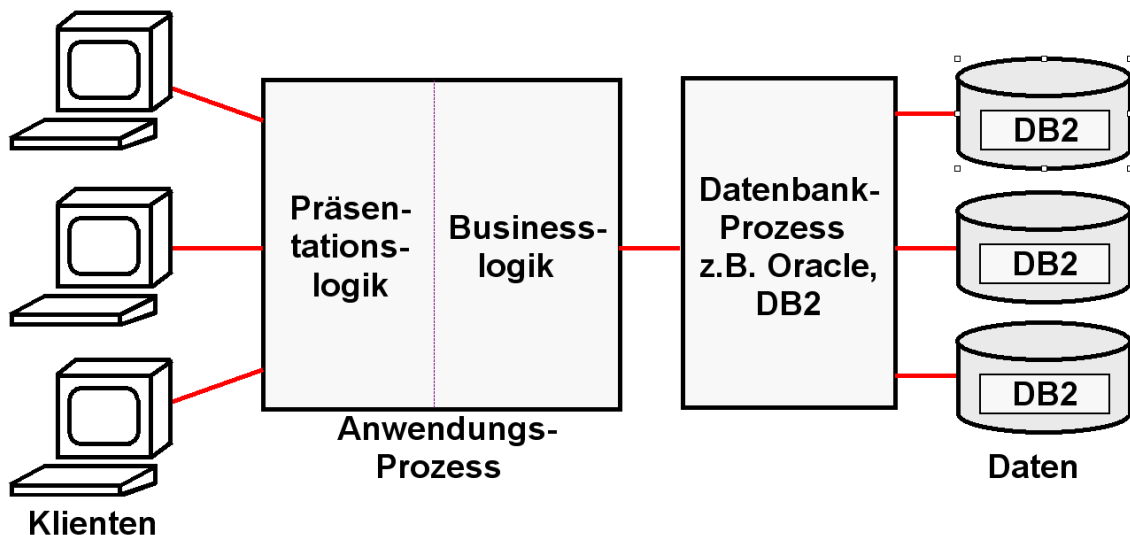 Klienten
Präsen-
tations-
logik
Business-
logik
Anwendungs-
Prozess
Datenbank-
Prozess
z.B. Oracle,
DB2
DB2
DB2
DB2
Daten